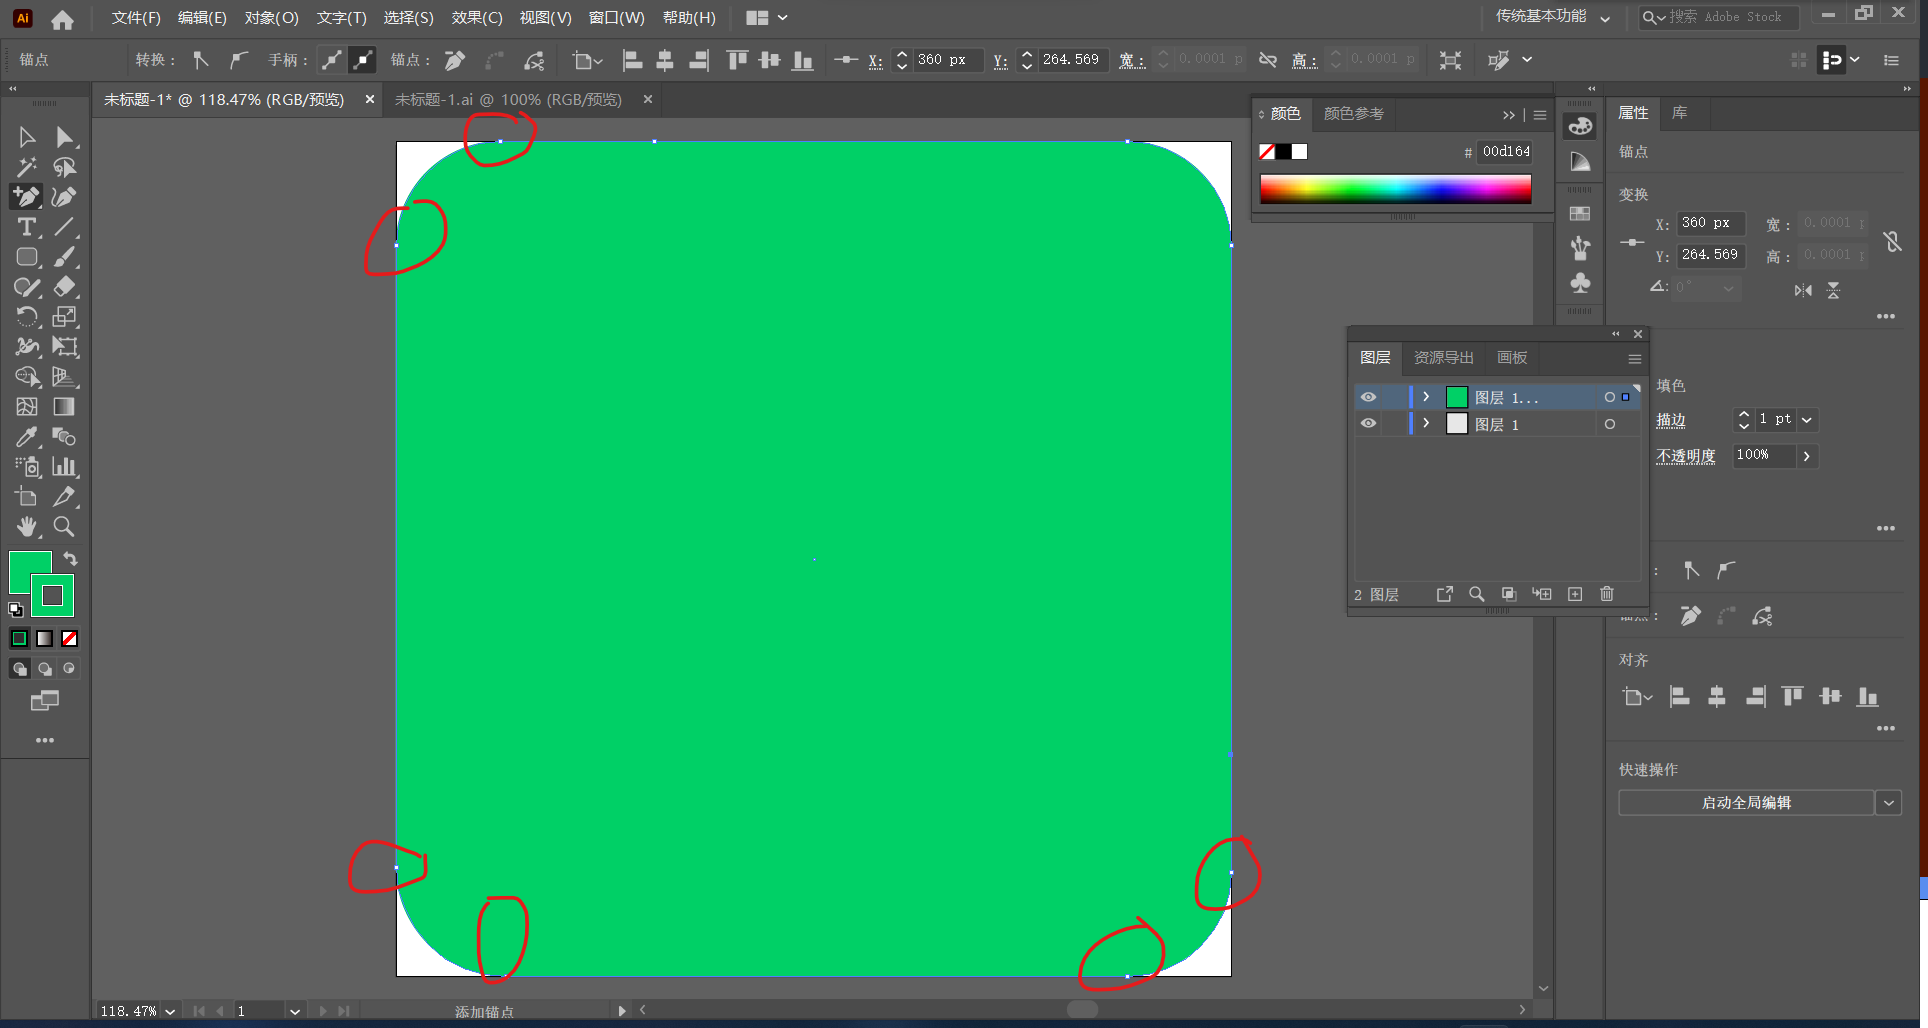 Ai 文件(F) 编辑(E) 对象(O) 文字(T) 选择(S) 效果(C) 视图(V) 窗口(W) 帮助(H) 传统基本功能 搜索 Adobe Stock
锚点 转换： 手柄： 锚点： X: 360 px Y: 264.569 宽： 0.0001 p 高： 0.0001 p
未标题-1* @ 118.47% (RGB/预览) × 未标题-1.ai @ 100% (RGB/预览) ×
颜色 颜色参考
# 00d164
属性 库
锚点
变换
X: 360 px 宽： 0.0001 p
Y: 264.569 高： 0.0001 p
0°
图层 资源导出 画板
图层 1...
图层 1
2 图层
填色
描边 1 pt
不透明度 100%
对齐
快速操作
启动全局编辑
118.47% 1 添加锚点